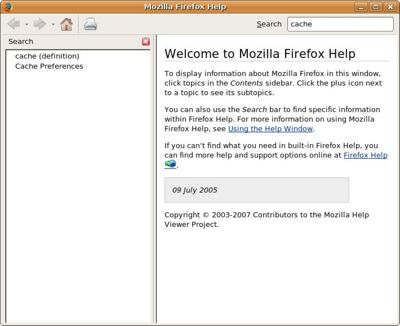 Mozilla Firefox Help
Search cache
Search
cache (definition)
Cache Preferences
Welcome to Mozilla Firefox Help
To display information about Mozilla Firefox in this window,
click topics in the Contents sidebar. Click the plus icon next
to a topic to see its subtopics.
You can also use the Search bar to find specific information
within Firefox Help. For more information on using Mozilla
Firefox Help, see Using the Help Window.
If you can't find what you need in built-in Firefox Help, you
can find more help and support options online at Firefox Help
.
09 July 2005
Copyright © 2003-2007 Contributors to the Mozilla Help
Viewer Project.